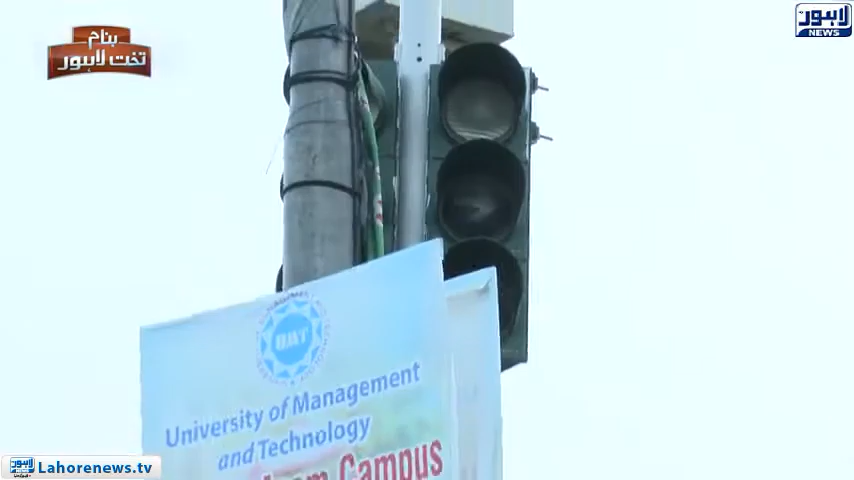 بنام
تخت لاہور
لاہور
NEWS
UMT
University of Management
and Technology
Campus
لاہور
Lahorenews.tv